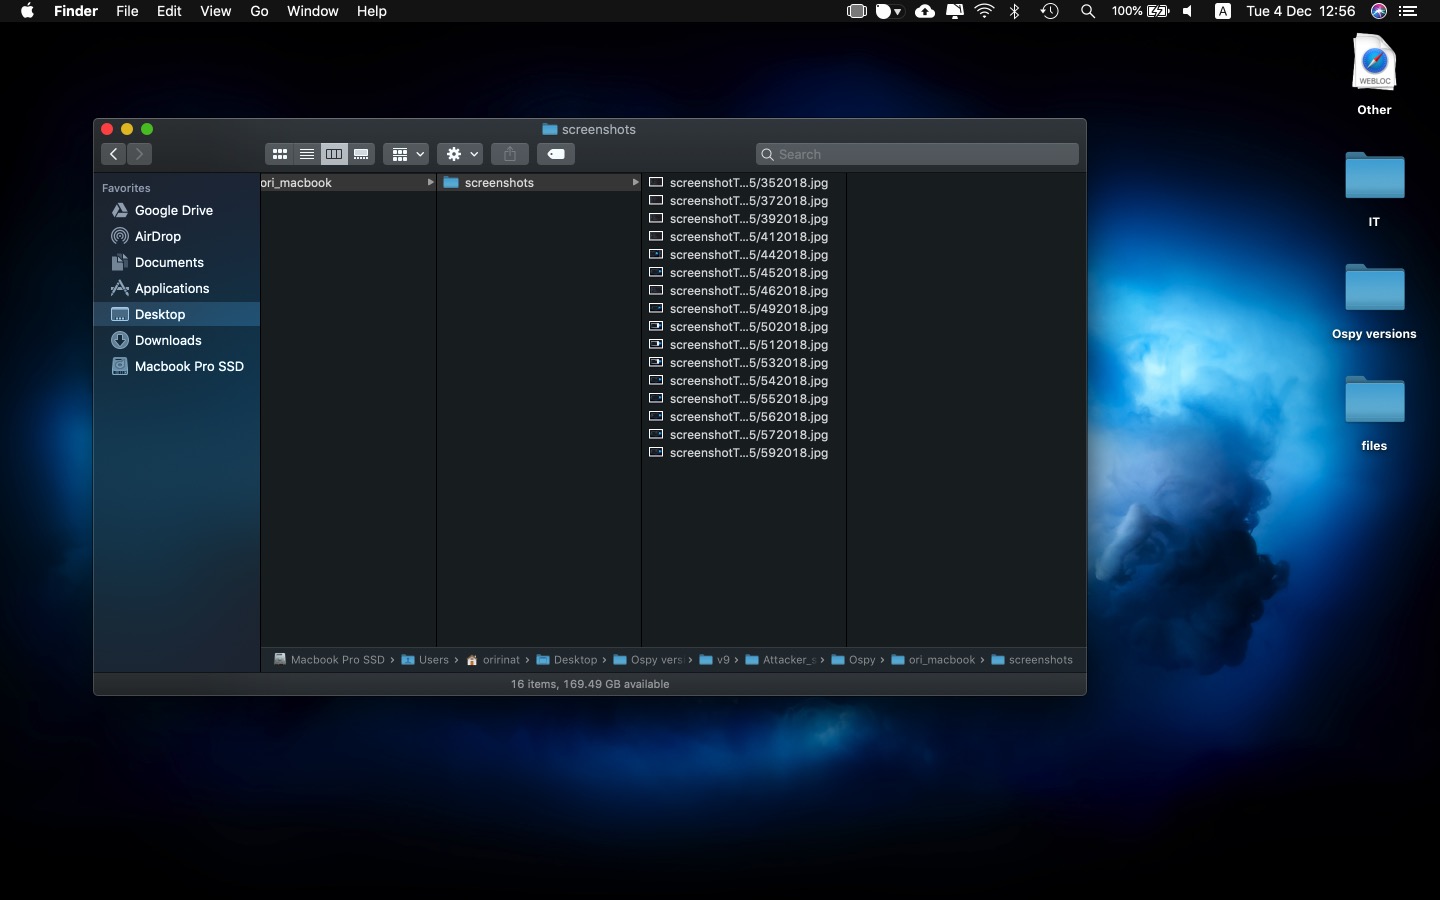 Finder File Edit View Go Window Help 100% A Tue 4 Dec 12:56
WEBLOC
Other
IT
Ospy versions
files
screenshots
Search
Favorites
Google Drive
AirDrop
Documents
Applications
Desktop
Downloads
Macbook Pro SSD
ori_macbook
screenshots
screenshotT...5/352018.jpg
screenshotT...5/372018.jpg
screenshotT...5/392018.jpg
screenshotT...5/412018.jpg
screenshotT...5/442018.jpg
screenshotT...5/452018.jpg
screenshotT...5/462018.jpg
screenshotT...5/492018.jpg
screenshotT...5/502018.jpg
screenshotT...5/512018.jpg
screenshotT...5/532018.jpg
screenshotT...5/542018.jpg
screenshotT...5/552018.jpg
screenshotT...5/562018.jpg
screenshotT...5/572018.jpg
screenshotT...5/592018.jpg
Macbook Pro SSD › Users › oririnat › Desktop › Ospy vers › v9 › Attacker_s › Ospy › ori_macbook › screenshots
16 items, 169.49 GB available